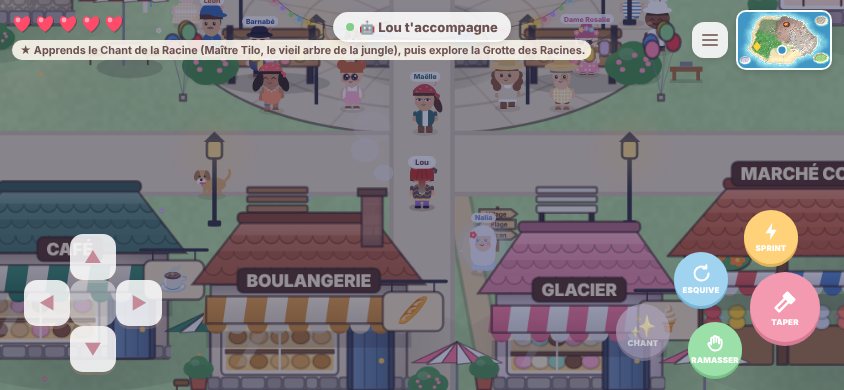 Léon
Barnabé
Dame Rosalie
🤖 Lou t'accompagne
★ Apprends le Chant de la Racine (Maître Tilo, le vieil arbre de la jungle), puis explore la Grotte des Racines.
Maëlle
Lou
Nalia
MARCHÉ CO
CAFÉ
BOULANGERIE
GLACIER
SPRINT
ESQUIVE
TAPER
CHANT
RAMASSER